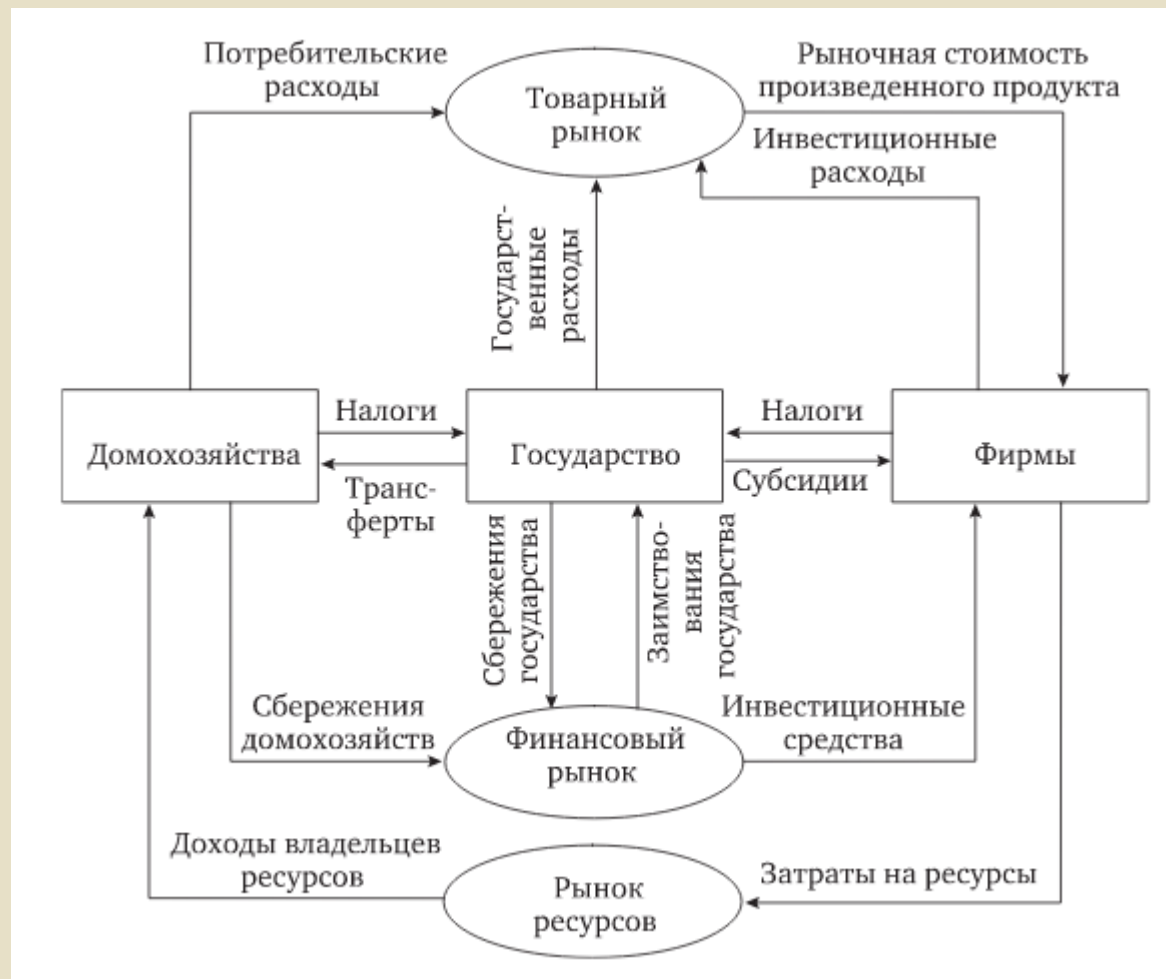 Потребительские
расходы
Товарный
рынок
Рыночная стоимость
произведенного продукта
Инвестиционные
расходы
Государст-
венные
расходы
Домохозяйства
Налоги
Транс-
ферты
Государство
Налоги
Субсидии
Фирмы
Сбережения
государства
Заимство-
вания
государства
Сбережения
домохозяйств
Финансовый
рынок
Инвестиционные
средства
Доходы владельцев
ресурсов
Рынок
ресурсов
Затраты на ресурсы